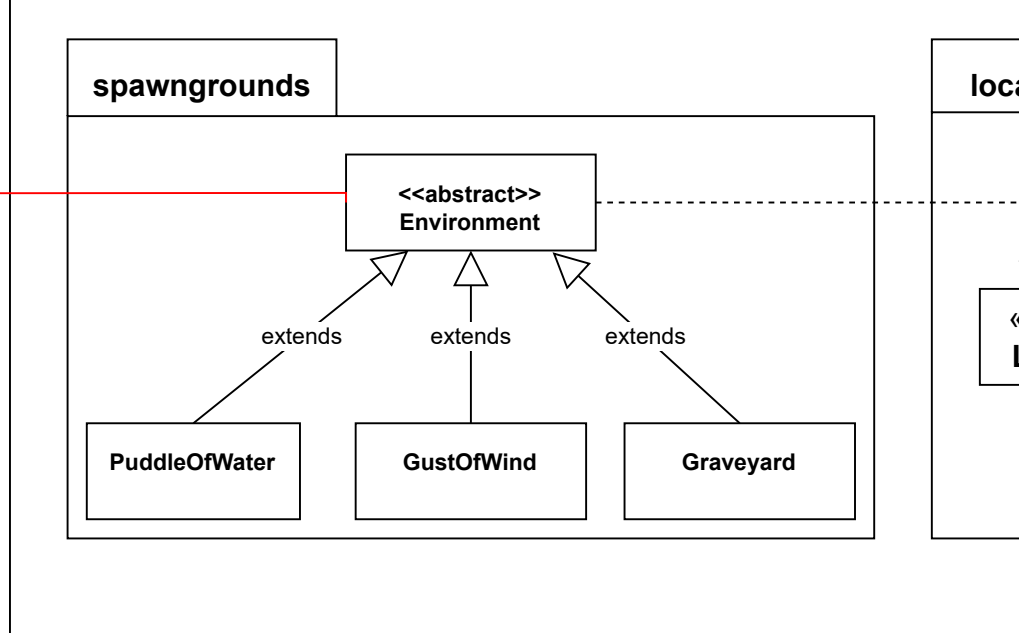 spawngrounds
<<abstract>>
Environment
extends
extends
extends
PuddleOfWater
GustOfWind
Graveyard